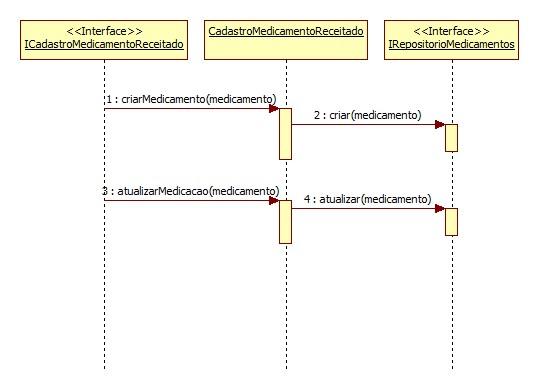 <<Interface>>
ICadastroMedicamentoReceitado
CadastroMedicamentoReceitado
<<Interface>>
IRepositorioMedicamentos
1 : criarMedicamento(medicamento)
2 : criar(medicamento)
3 : atualizarMedicacao(medicamento)
4 : atualizar(medicamento)